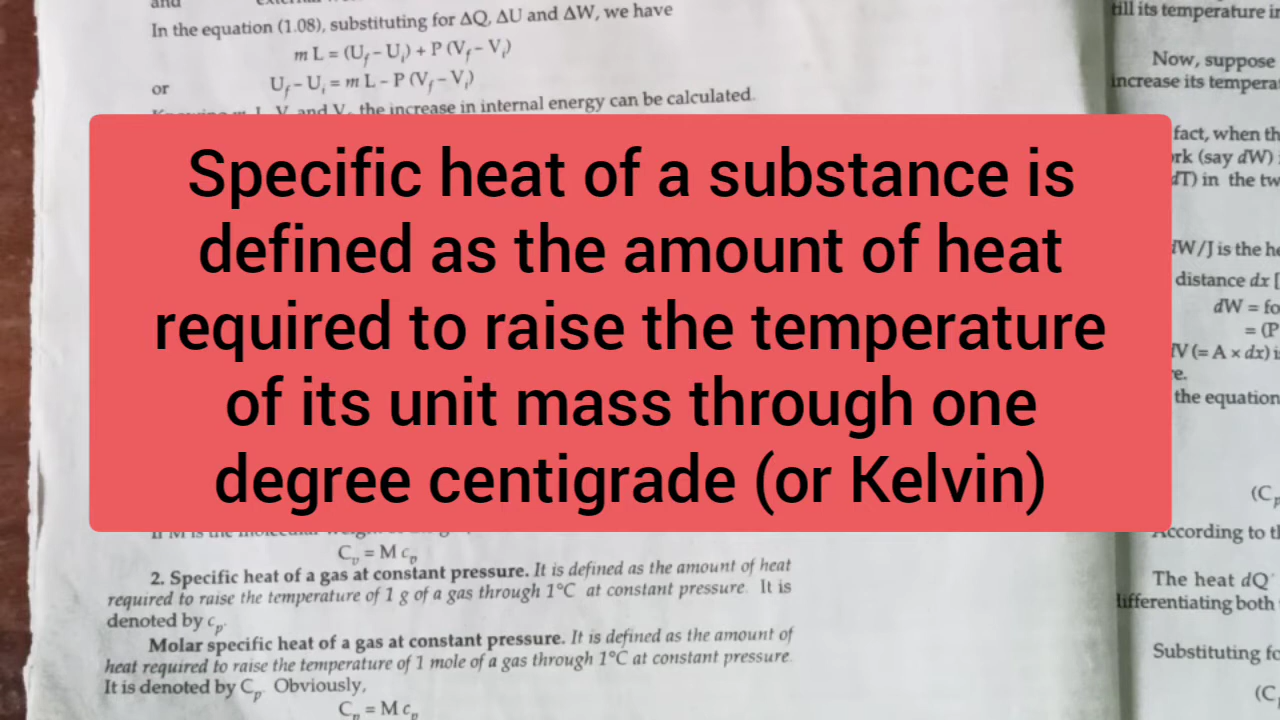 and
In the equation (1.08), substituting for ΔQ, ΔU and ΔW, we have
m L = (U_f – U_i) + P (V_f – V_i)
or U_f – U_i = m L – P (V_f – V_i)
the increase in internal energy can be calculated.
Specific heat of a substance is
defined as the amount of heat
required to raise the temperature
of its unit mass through one
degree centigrade (or Kelvin)
C_v = M c_v
2. Specific heat of a gas at constant pressure. It is defined as the amount of heat
required to raise the temperature of 1 g of a gas through 1°C at constant pressure. It is
denoted by c_p.
Molar specific heat of a gas at constant pressure. It is defined as the amount of
heat required to raise the temperature of 1 mole of a gas through 1°C at constant pressure.
It is denoted by C_p. Obviously,
C_p = M c_p
till its temperature
Now, suppose
increase its
fact, when
(say dW)
dT) in the
dW/J is the
distance dx [
dW =
= (P
dV (= A × dx)
the equation
(C_p
According to
The heat dQ
differentiating both
Substituting
(C_p